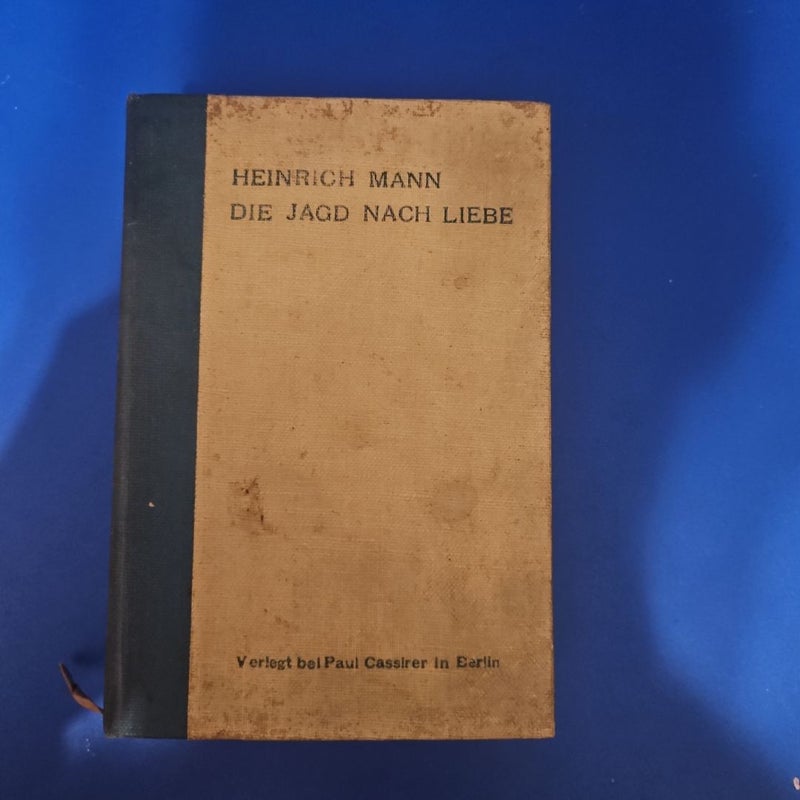 HEINRICH MANN
DIE JAGD NACH LIEBE
Verlegt bei Paul Cassirer in Berlin